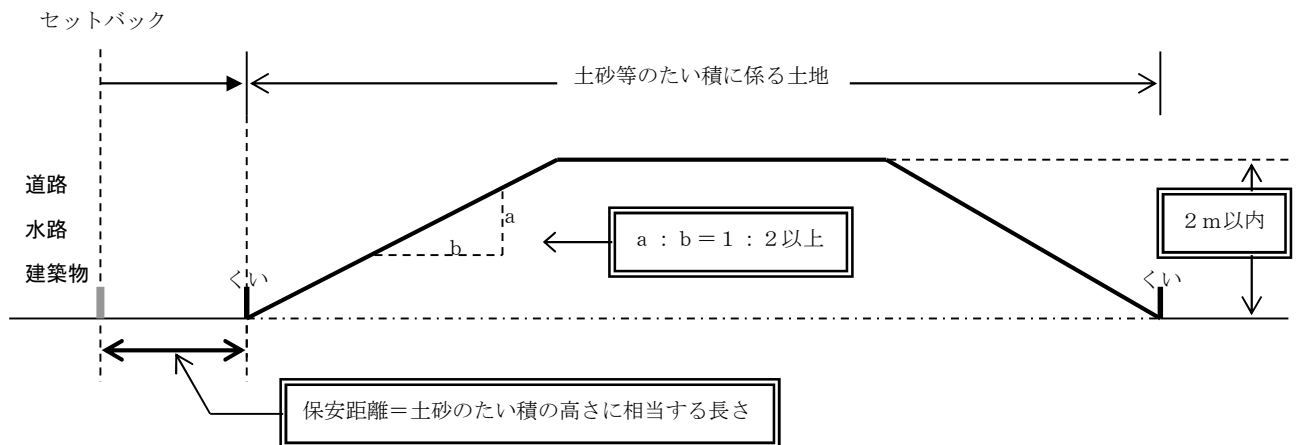 セットバック
土砂等のたい積に係る土地
道路
水路
建築物
くい
a
b
a：b＝1：2以上
2m以内
くい
保安距離＝土砂のたい積の高さに相当する長さ